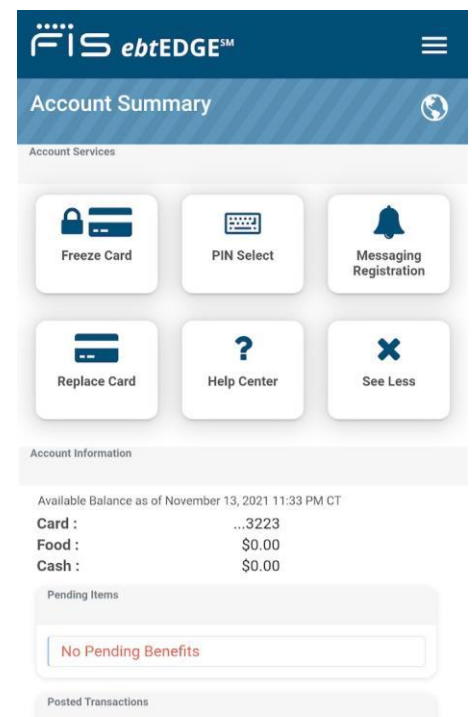 FIS ebtEDGE℠
Account Summary
Account Services
Freeze Card
PIN Select
Messaging
Registration
Replace Card
Help Center
See Less
Account Information
Available Balance as of November 13, 2021 11:33 PM CT
Card : ...3223
Food : $0.00
Cash : $0.00
Pending Items
No Pending Benefits
Posted Transactions